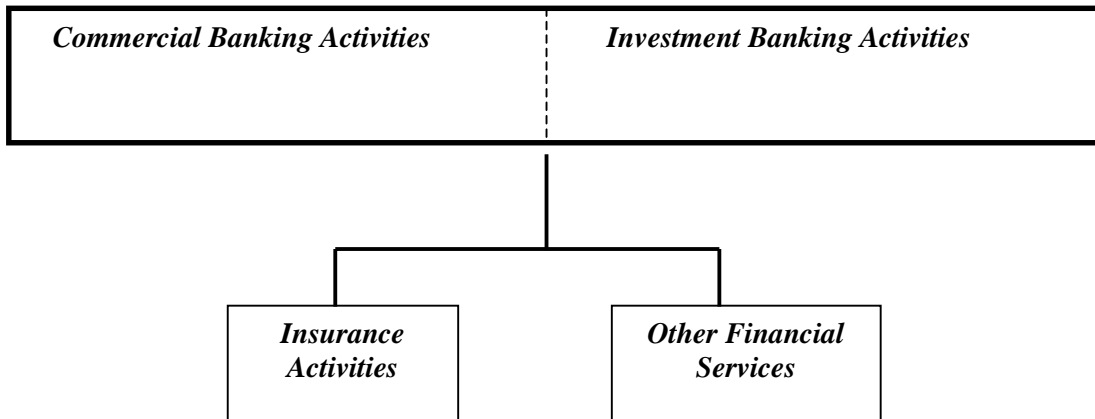 Commercial Banking Activities
Investment Banking Activities
Insurance
Activities
Other Financial
Services